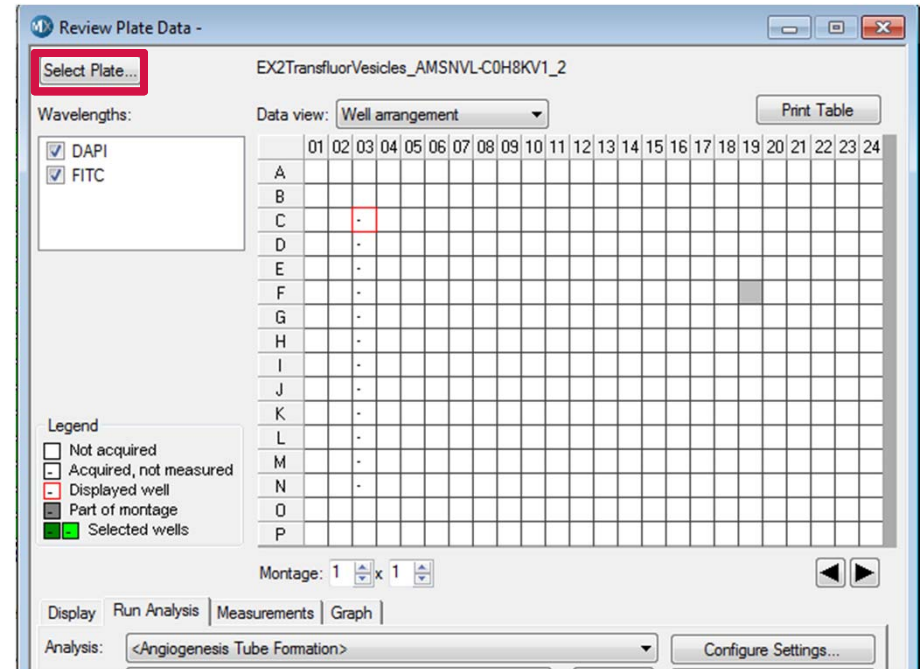 Review Plate Data -
Select Plate...
EX2TransfluorVesicles_AMSNVL-C0H8KV1_2
Wavelengths:
Data view: Well arrangement
Print Table
DAPI
FITC
01 02 03 04 05 06 07 08 09 10 11 12 13 14 15 16 17 18 19 20 21 22 23 24
A
B
C -
D -
E -
F -
G -
H -
I -
J -
K -
L -
M -
N -
O
P
Legend
Not acquired
- Acquired, not measured
- Displayed well
- Part of montage
- - Selected wells
Montage: 1 x 1
Display Run Analysis Measurements Graph
Analysis: <Angiogenesis Tube Formation> Configure Settings...